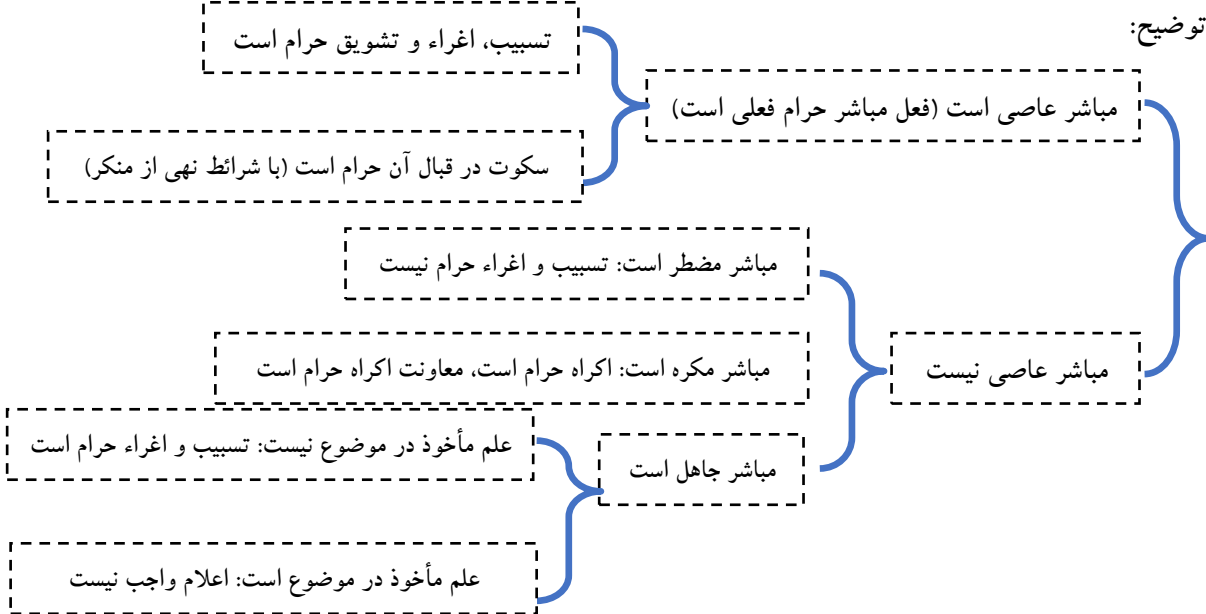 توضیح:
تسبیب، اغراء و تشویق حرام است
مباشر عاصی است (فعل مباشر حرام فعلی است)
سکوت در قبال آن حرام است (با شرائط نهی از منکر)
مباشر مضطر است: تسبیب و اغراء حرام نیست
مباشر عاصی نیست
مباشر مکره است: اکراه حرام است، معاونت اکراه حرام است
علم مأخوذ در موضوع نیست: تسبیب و اغراء حرام است
مباشر جاهل است
علم مأخوذ در موضوع است: اعلام واجب نیست